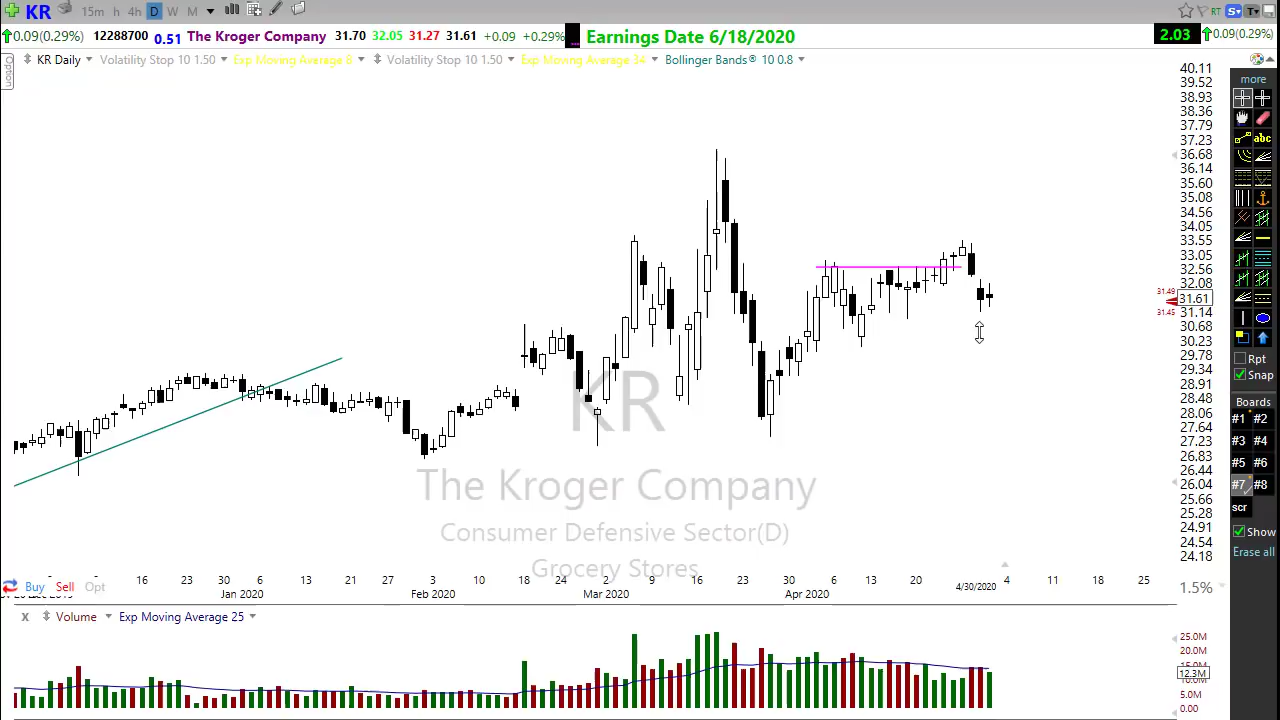 KR 15m h 4h D W M RT S T
0.09(0.29%) 12288700 0.51 The Kroger Company 31.70 32.05 31.27 31.61 +0.09 +0.29% Earnings Date 6/18/2020 2.03 0.09(0.29%)
Option
KR Daily Volatility Stop 10 1.50 Exp Moving Average 8 Volatility Stop 10 1.50 Exp Moving Average 34 Bollinger Bands® 10 0.8
40.11
39.52
38.93
38.36
37.79
37.23
36.68
36.14
35.60
35.08
34.56
34.05
33.55
33.05
32.56
32.08
31.49
31.61
31.45
31.14
30.68
30.23
29.78
29.34
28.91
28.48
28.06
27.64
27.23
26.83
26.44
26.04
25.66
25.28
24.91
24.54
24.18
more
abc
Rpt
Snap
Boards
#1 #2
#3 #4
#5 #6
#7 #8
scr
Show
Erase all
KR
The Kroger Company
Consumer Defensive Sector(D)
Grocery Stores
16 23 30 6 13 21 27 3 10 18 24 2 9 16 23 30 6 13 20 4/30/2020 4 11 18 25
Buy Sell Opt 1.5%
Jan 2020 Feb 2020 Mar 2020 Apr 2020
X Volume Exp Moving Average 25
25.0M
20.0M
15.0M
12.3M
10.0M
5.0M
0.00